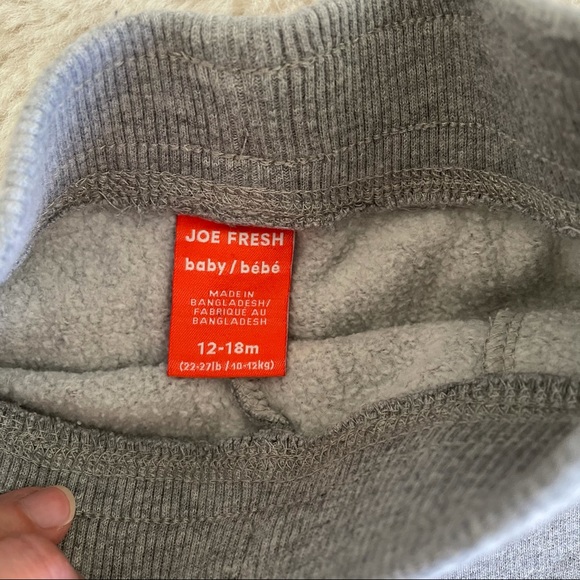 JOE FRESH
baby/bébé
MADE IN
BANGLADESH/
FABRIQUÉ AU
BANGLADESH
12-18m
(22-27lb / 10-12kg)